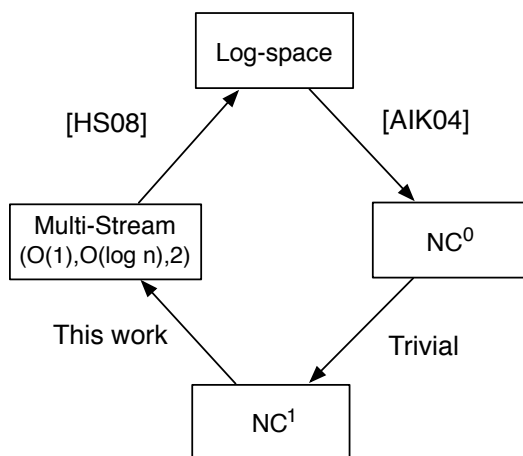 Log-space
[HS08]
[AIK04]
Multi-Stream
(O(1),O(log n),2)
NC⁰
This work
Trivial
NC¹